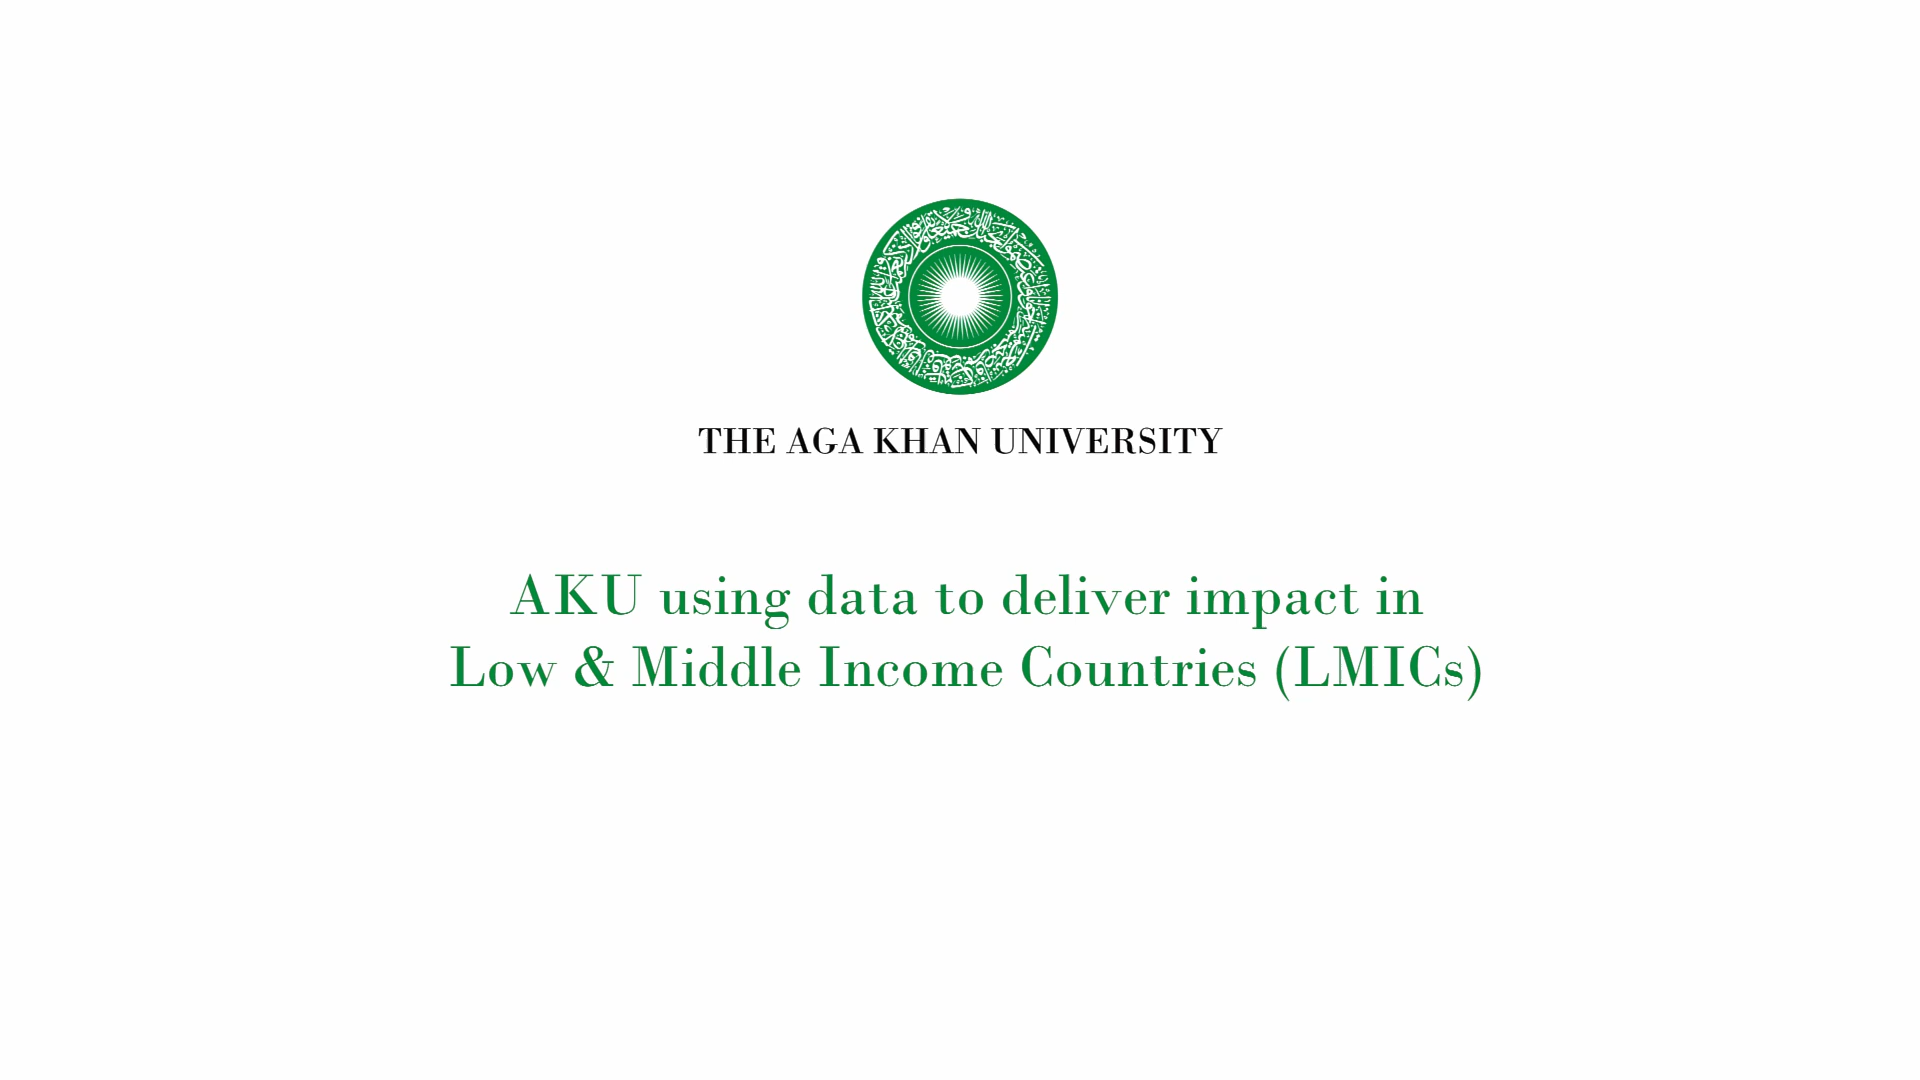 THE AGA KHAN UNIVERSITY
AKU using data to deliver impact in
Low & Middle Income Countries (LMICs)